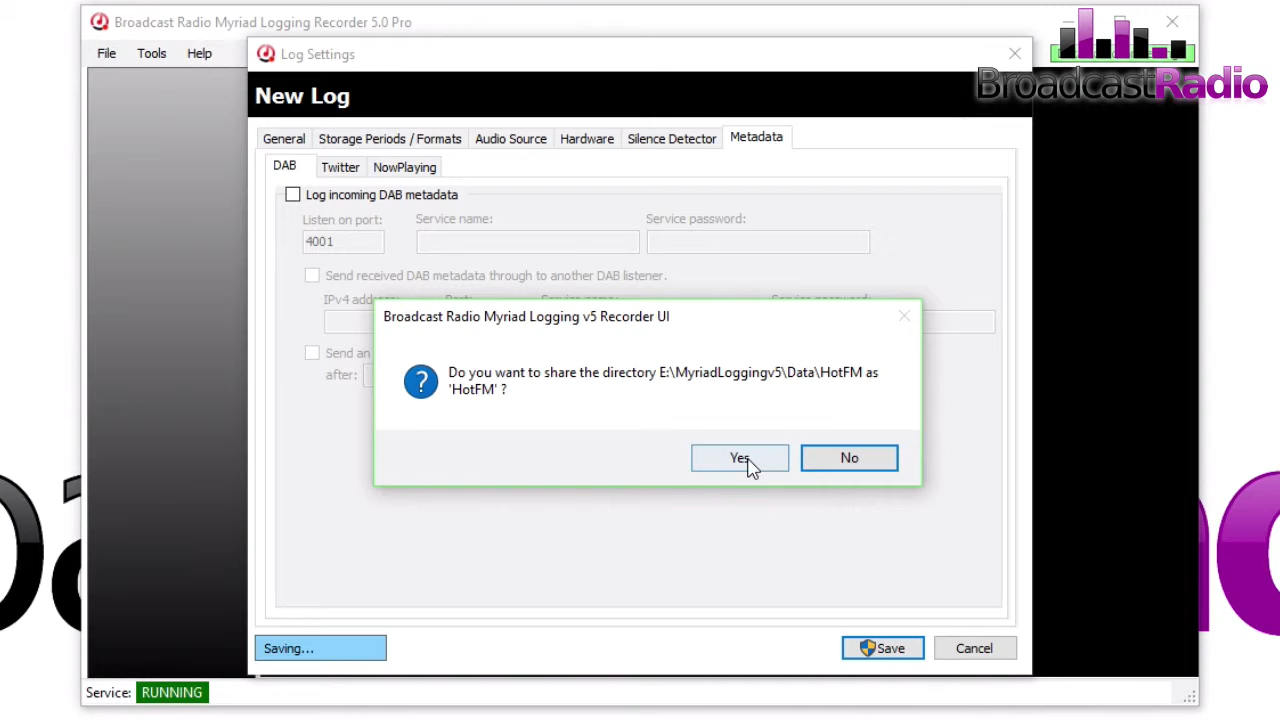 Broadcast Radio Myriad Logging Recorder 5.0 Pro
File Tools Help
Log Settings
BroadcastRadio
New Log
General Storage Periods / Formats Audio Source Hardware Silence Detector Metadata
DAB Twitter NowPlaying
Log incoming DAB metadata
Listen on port: Service name: Service password:
4001
Send received DAB metadata through to another DAB listener.
Send an
after:
Broadcast Radio Myriad Logging v5 Recorder UI
Do you want to share the directory E:\MyriadLoggingv5\Data\HotFM as
'HotFM' ?
Yes No
Saving... Save Cancel
Service: RUNNING